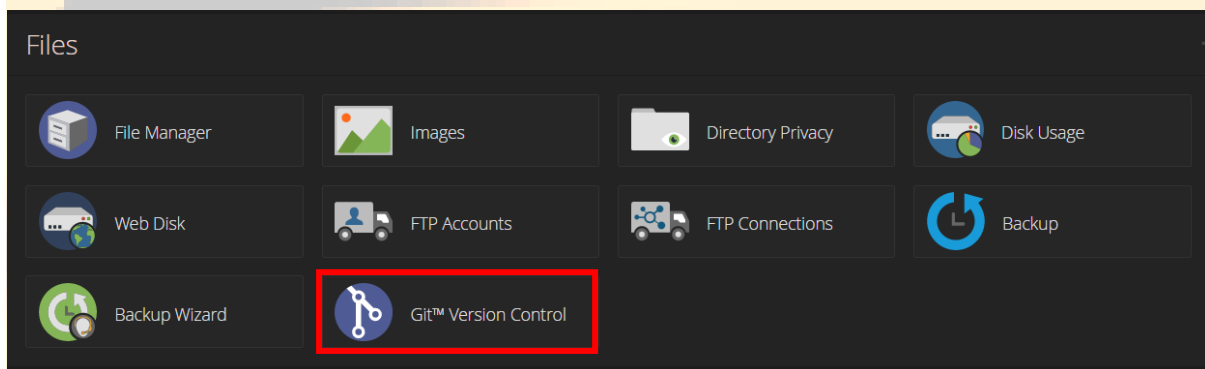 Files
File Manager
Images
Directory Privacy
Disk Usage
Web Disk
FTP Accounts
FTP Connections
Backup
Backup Wizard
Git™ Version Control